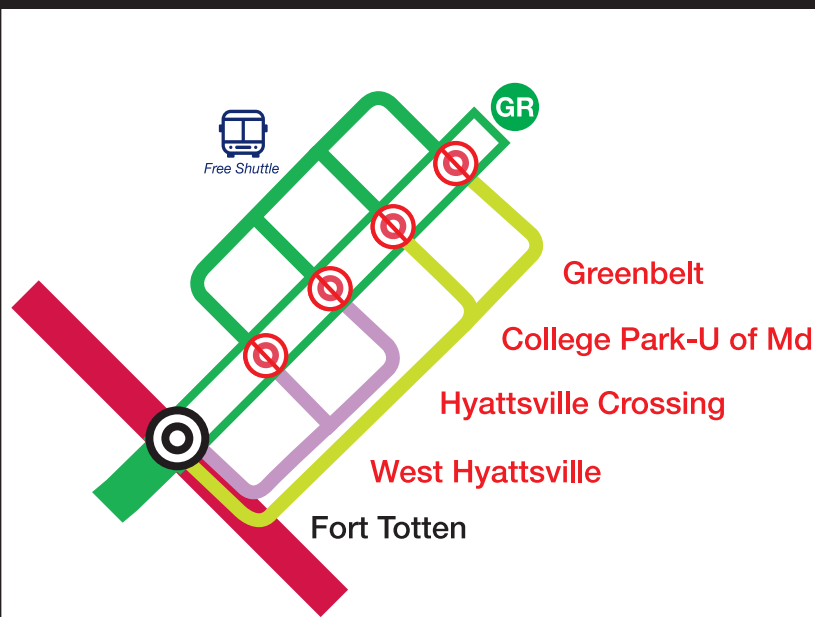 GR
Free Shuttle
Greenbelt
College Park-U of Md
Hyattsville Crossing
West Hyattsville
Fort Totten